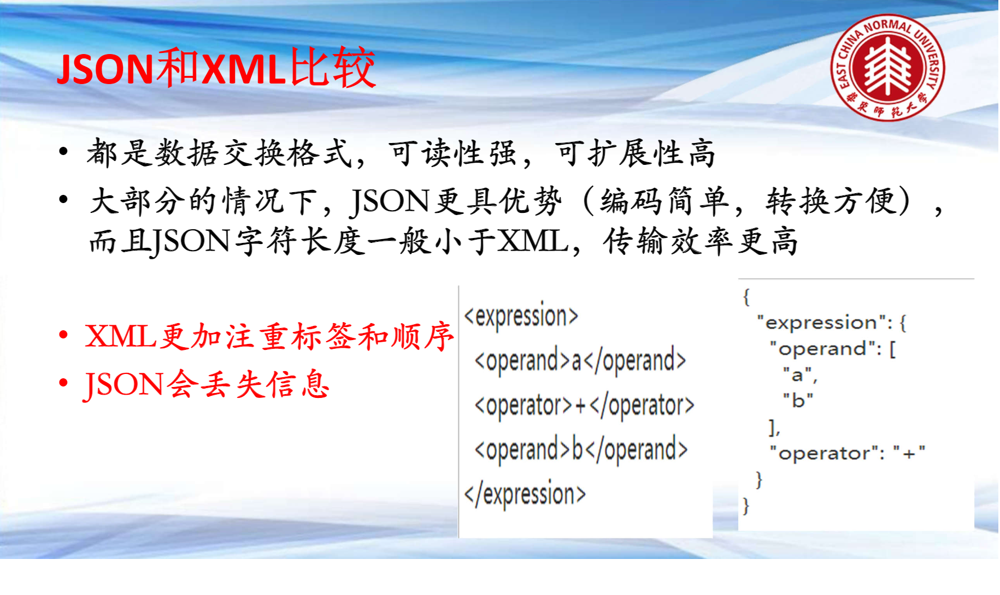 JSON和XML比较
EAST CHINA NORMAL UNIVERSITY
华东师范大学
• 都是数据交换格式，可读性强，可扩展性高
• 大部分的情况下，JSON更具优势（编码简单，转换方便），
而且JSON字符长度一般小于XML，传输效率更高
• XML更加注重标签和顺序
• JSON会丢失信息
<expression>
<operand>a</operand>
<operator>+</operator>
<operand>b</operand>
</expression>
{
"expression": {
"operand": [
"a",
"b"
],
"operator": "+"
}
}